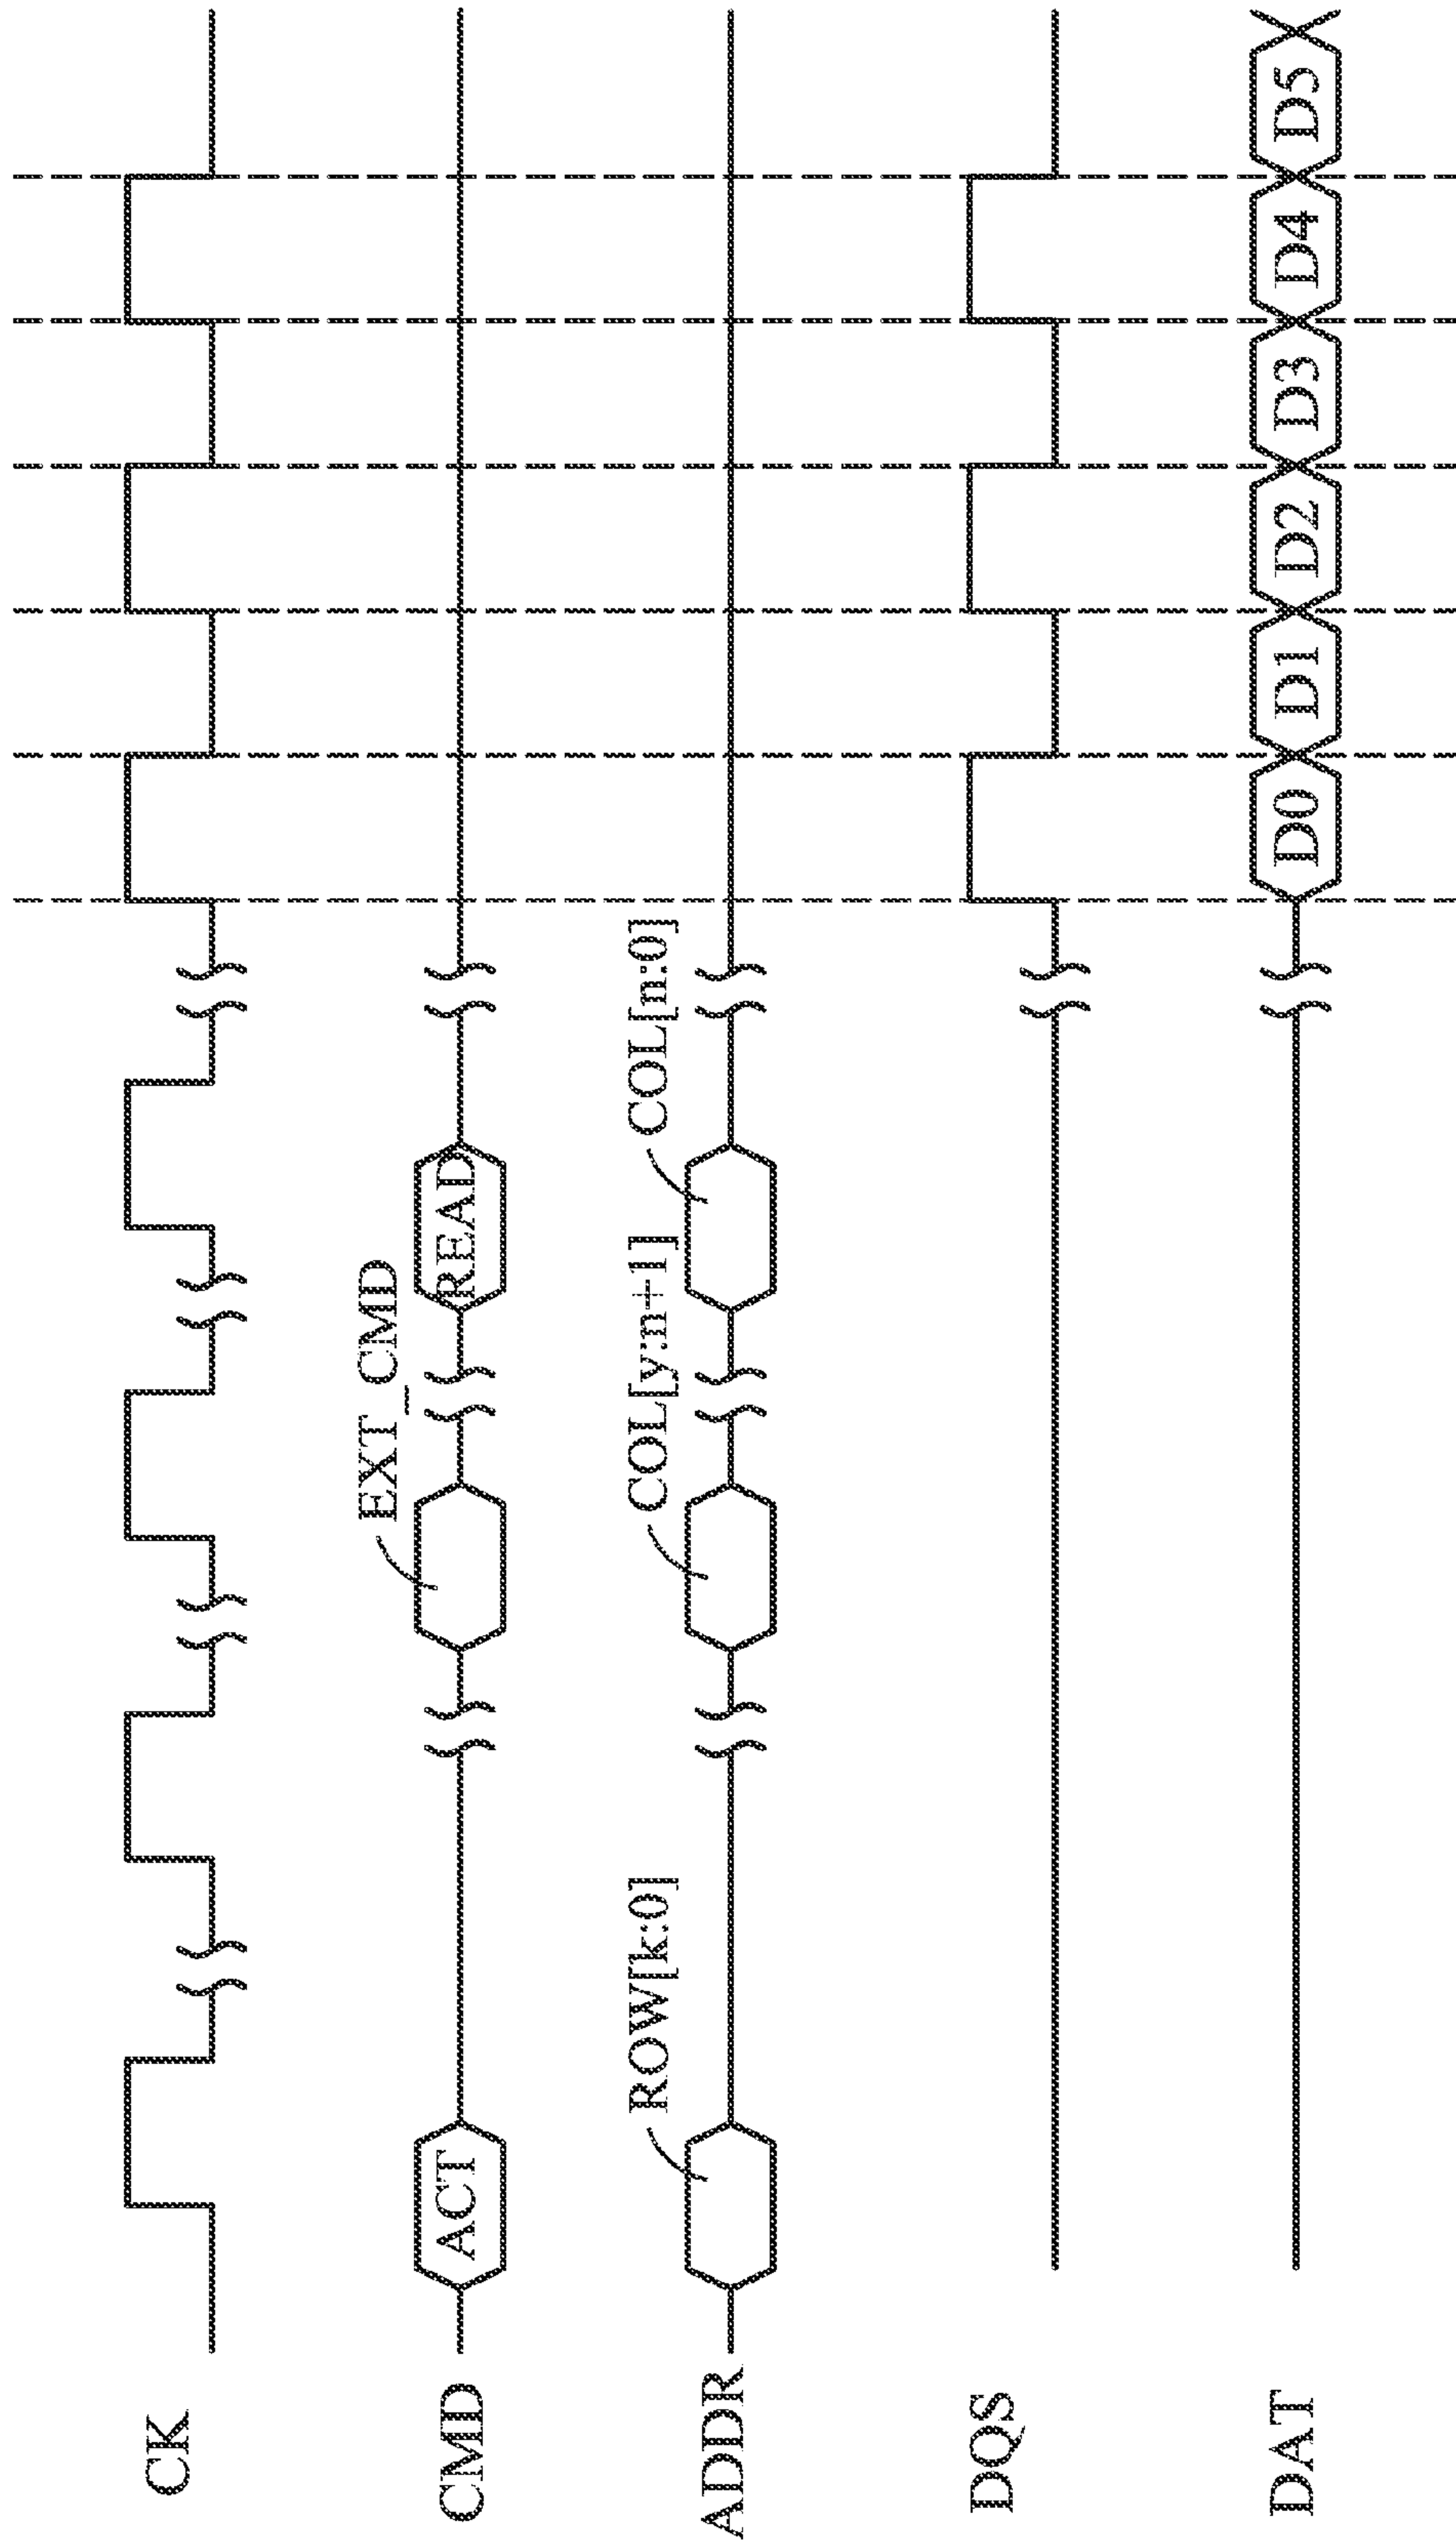 CK
CMD
ACT
EXT_CMD
READ
ADDR
ROW[k:0]
COL[y:n+1]
COL[n:0]
DQS
DAT
D0
D1
D2
D3
D4
D5